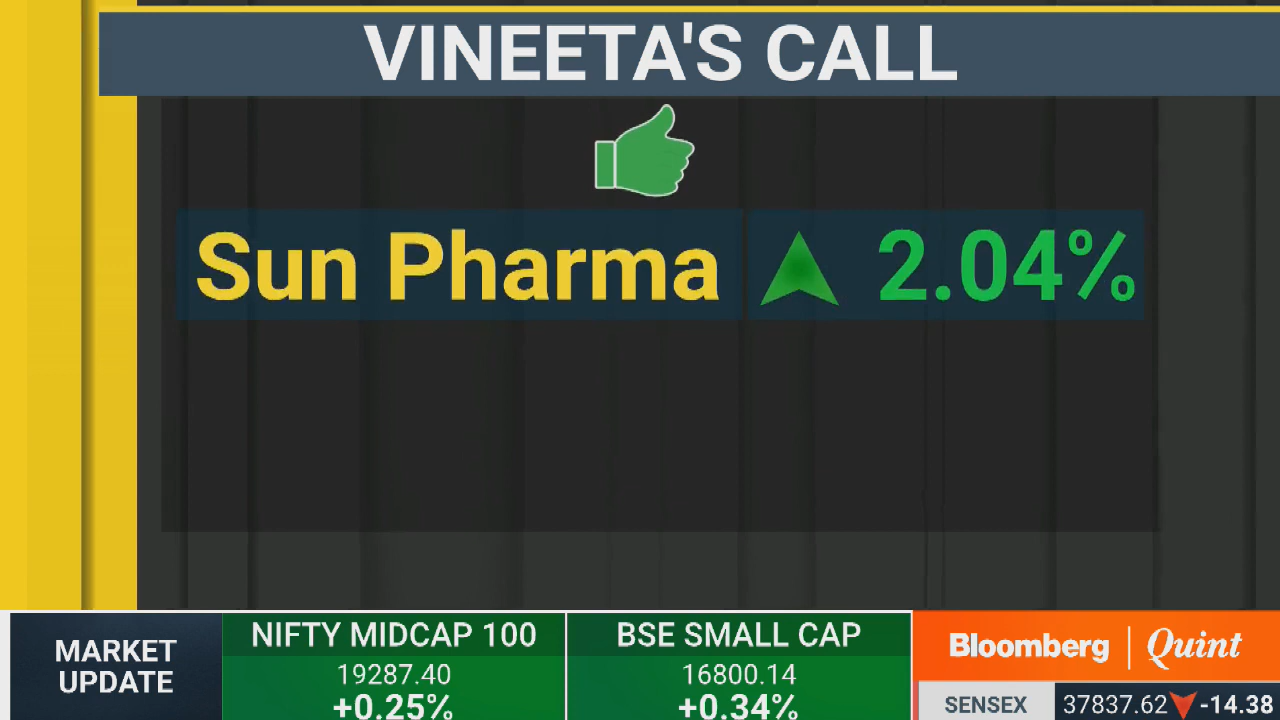 VINEETA'S CALL
Sun Pharma 2.04%
MARKET UPDATE
NIFTY MIDCAP 100
19287.40
+0.25%
BSE SMALL CAP
16800.14
+0.34%
Bloomberg | Quint
SENSEX 37837.62 -14.38